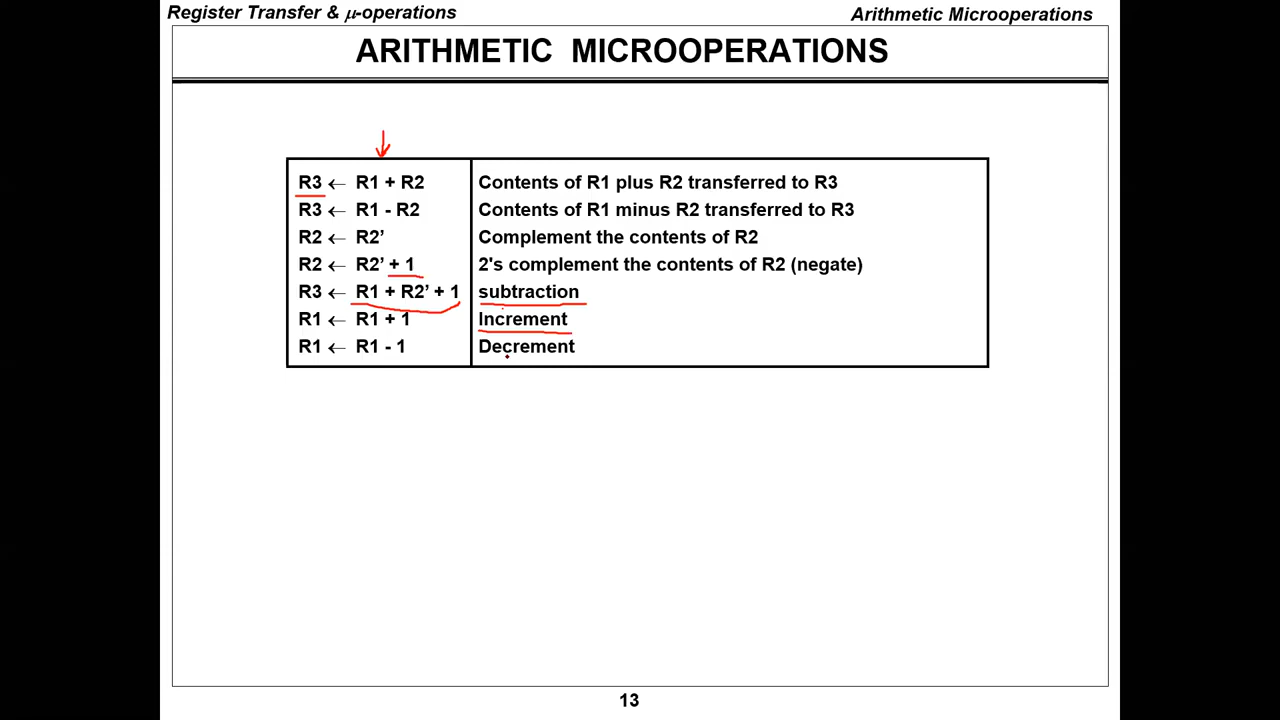 Register Transfer & μ-operations
Arithmetic Microoperations
ARITHMETIC MICROOPERATIONS
R3 ← R1 + R2 Contents of R1 plus R2 transferred to R3
R3 ← R1 - R2 Contents of R1 minus R2 transferred to R3
R2 ← R2’ Complement the contents of R2
R2 ← R2’ + 1 2's complement the contents of R2 (negate)
R3 ← R1 + R2’ + 1 subtraction
R1 ← R1 + 1 Increment
R1 ← R1 - 1 Decrement
13